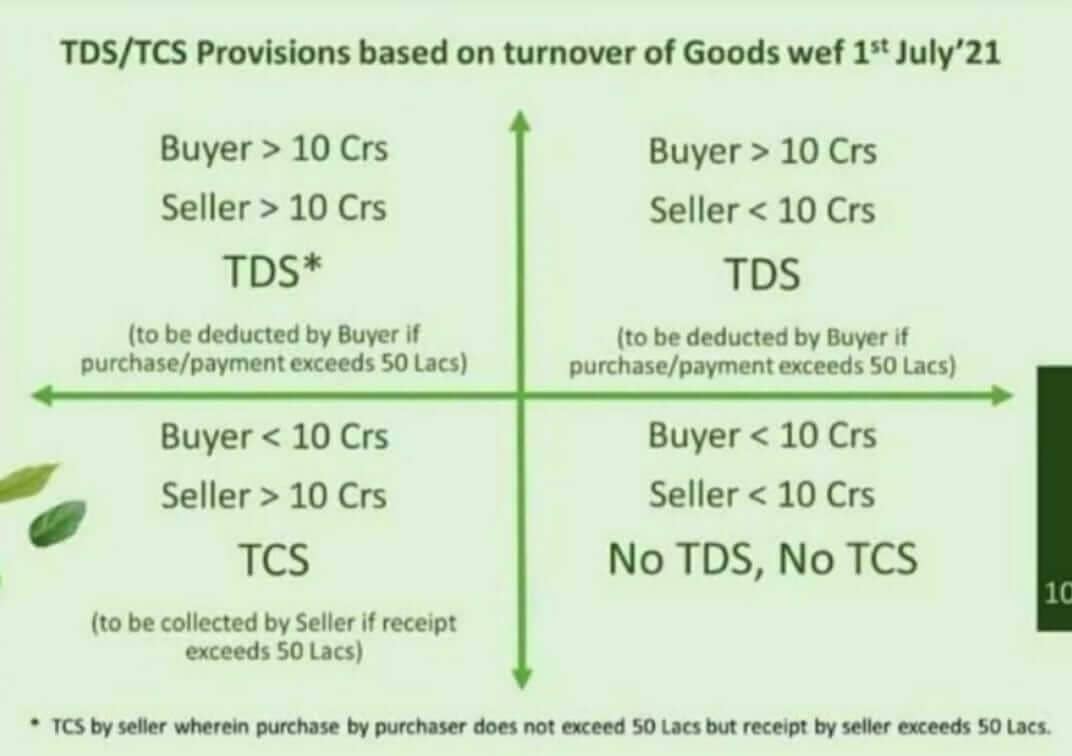 TDS/TCS Provisions based on turnover of Goods wef 1st July'21
Buyer > 10 Crs
Seller > 10 Crs
TDS*
(to be deducted by Buyer if
purchase/payment exceeds 50 Lacs)
Buyer > 10 Crs
Seller < 10 Crs
TDS
(to be deducted by Buyer if
purchase/payment exceeds 50 Lacs)
Buyer < 10 Crs
Seller > 10 Crs
TCS
(to be collected by Seller if receipt
exceeds 50 Lacs)
Buyer < 10 Crs
Seller < 10 Crs
No TDS, No TCS
10
* TCS by seller wherein purchase by purchaser does not exceed 50 Lacs but receipt by seller exceeds 50 Lacs.